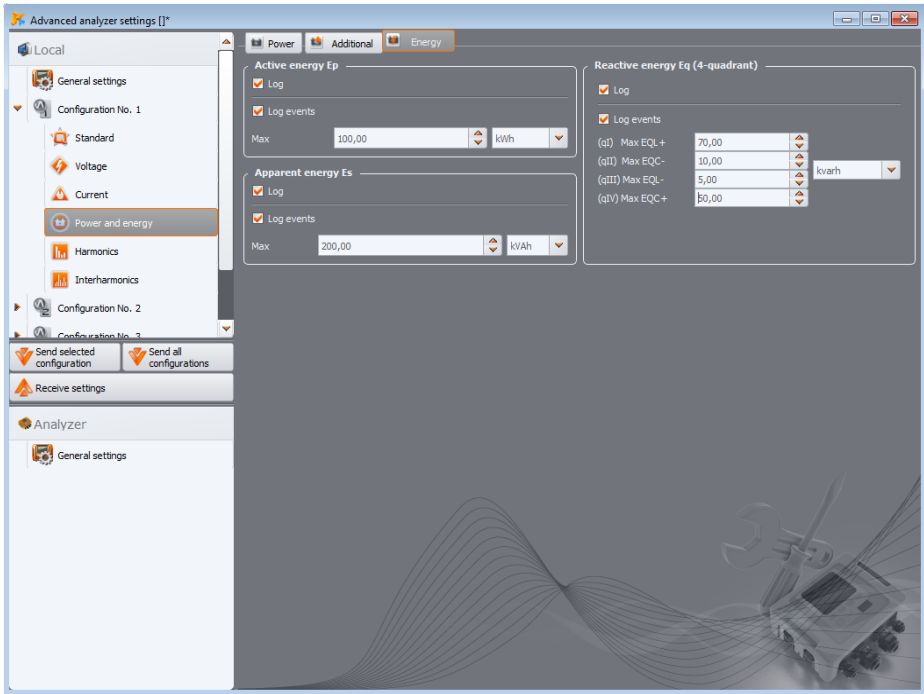 Advanced analyzer settings []*
Local
General settings
Configuration No. 1
Standard
Voltage
Current
Power and energy
Harmonics
Interharmonics
Configuration No. 2
Configuration No. 3
Send selected configuration
Send all configurations
Receive settings
Analyzer
General settings
Power Additional Energy
Active energy Ep
Log
Log events
Max 100,00 kWh
Apparent energy Es
Log
Log events
Max 200,00 kVAh
Reactive energy Eq (4-quadrant)
Log
Log events
(qI) Max EQL+ 70,00
(qII) Max EQC- 10,00
(qIII) Max EQL- 5,00
(qIV) Max EQC+ 50,00
kvarh